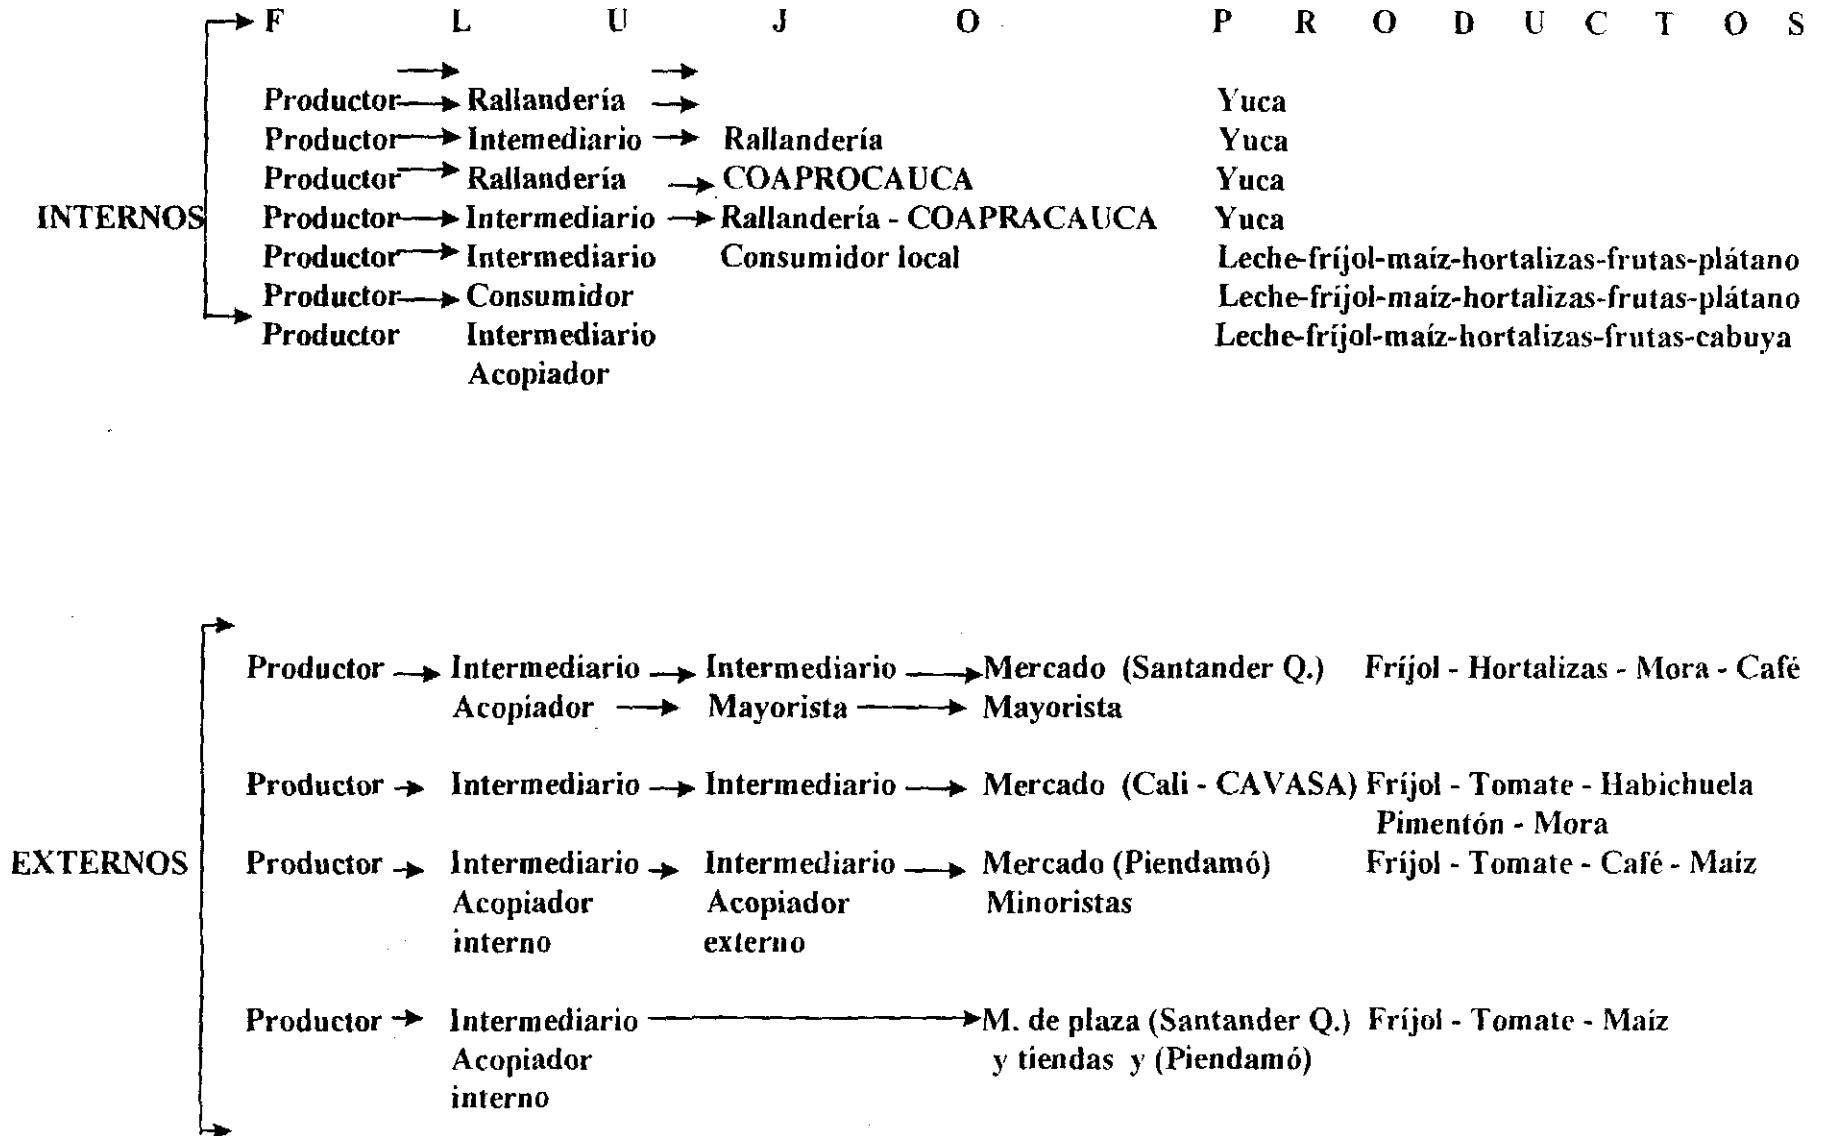 F L U J O P R O D U C T O S
Productor Rallandería Yuca
Productor Intemediario Rallandería Yuca
Productor Rallandería COAPROCAUCA Yuca
INTERNOS Productor Intermediario Rallandería - COAPRACAUCA Yuca
Productor Intermediario Consumidor local Leche-fríjol-maíz-hortalizas-frutas-plátano
Productor Consumidor Leche-fríjol-maíz-hortalizas-frutas-plátano
Productor Intermediario Leche-fríjol-maíz-hortalizas-frutas-cabuya
Acopiador
Productor Intermediario Intermediario Mercado (Santander Q.) Fríjol - Hortalizas - Mora - Café
Acopiador Mayorista Mayorista
Productor Intermediario Intermediario Mercado (Cali - CAVASA) Fríjol - Tomate - Habichuela
Pimentón - Mora
EXTERNOS Productor Intermediario Intermediario Mercado (Piendamó) Fríjol - Tomate - Café - Maíz
Acopiador Acopiador Minoristas
interno externo
Productor Intermediario M. de plaza (Santander Q.) Fríjol - Tomate - Maíz
Acopiador y tiendas y (Piendamó)
interno